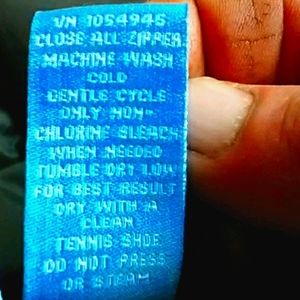 VN 1054945
CLOSE ALL ZIPPER
MACHINE WASH
COLD
GENTLE CYCLE
ONLY NON-
CHLORINE BLEACH
WHEN NEEDED
TUMBLE DRY LOW
FOR BEST RESULT
DRY WITH A
CLEAN
TENNIS SHOE
DO NOT PRESS
OR STEAM